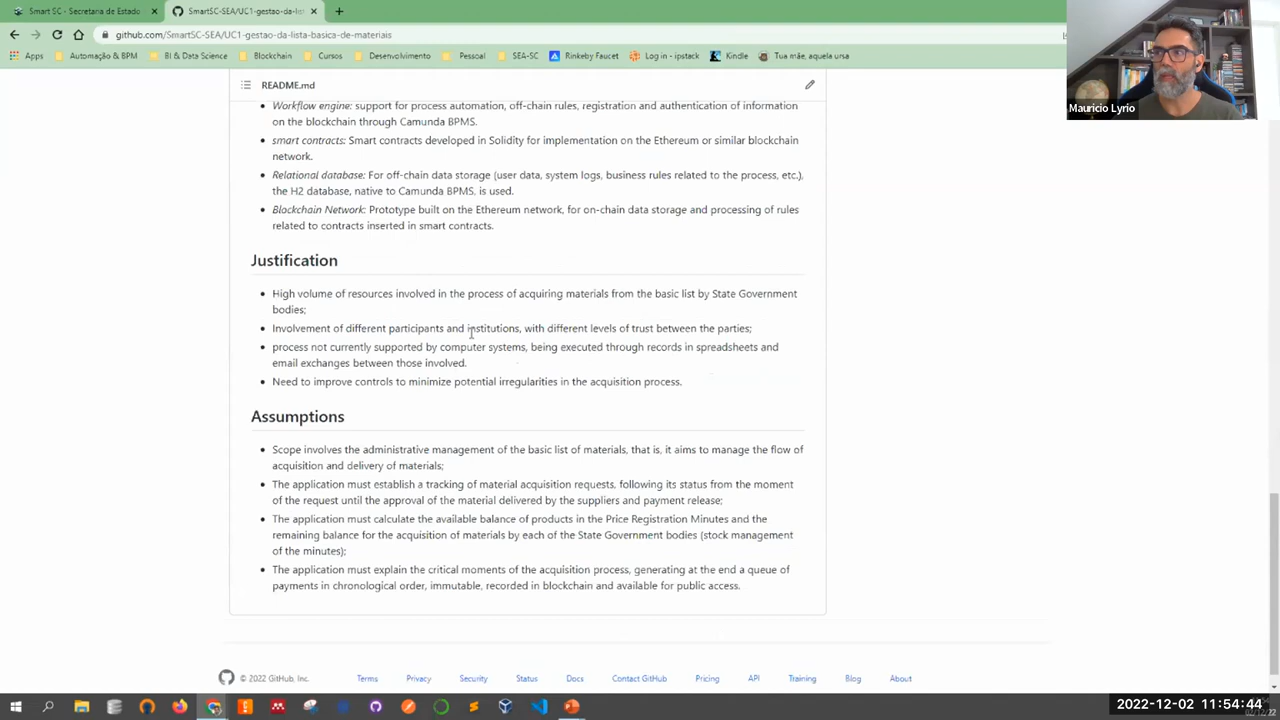 Smart SC - Secretaria de Estado
SmartSC-SEA/UC1-gestao-da-list
github.com/SmartSC-SEA/UC1-gestao-da-lista-basica-de-materiais
Apps
Automação & BPM
BI & Data Science
Blockchain
Cursos
Desenvolvimento
Pessoal
SEA-SC
Rinkeby Faucet
Log in - ipstack
Kindle
Tua mãe, aquela ursa
Mauricio Lyrio
README.md
Workflow engine: support for process automation, off-chain rules, registration and authentication of information
on the blockchain through Camunda BPMS.
smart contracts: Smart contracts developed in Solidity for implementation on the Ethereum or similar blockchain
network.
Relational database: For off-chain data storage (user data, system logs, business rules related to the process, etc.),
the H2 database, native to Camunda BPMS, is used.
Blockchain Network: Prototype built on the Ethereum network, for on-chain data storage and processing of rules
related to contracts inserted in smart contracts.
Justification
High volume of resources involved in the process of acquiring materials from the basic list by State Government
bodies;
Involvement of different participants and institutions, with different levels of trust between the parties;
process not currently supported by computer systems, being executed through records in spreadsheets and
email exchanges between those involved.
Need to improve controls to minimize potential irregularities in the acquisition process.
Assumptions
Scope involves the administrative management of the basic list of materials, that is, it aims to manage the flow of
acquisition and delivery of materials;
The application must establish a tracking of material acquisition requests, following its status from the moment
of the request until the approval of the material delivered by the suppliers and payment release;
The application must calculate the available balance of products in the Price Registration Minutes and the
remaining balance for the acquisition of materials by each of the State Government bodies (stock management
of the minutes);
The application must explain the critical moments of the acquisition process, generating at the end a queue of
payments in chronological order, immutable, recorded in blockchain and available for public access.
© 2022 GitHub, Inc.
Terms
Privacy
Security
Status
Docs
Contact GitHub
Pricing
API
Training
Blog
About
2022-12-02 11:54:44